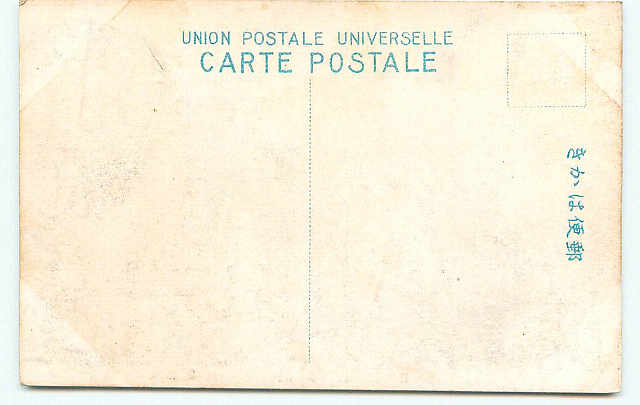 UNION POSTALE UNIVERSELLE
CARTE POSTALE
郵便はかき